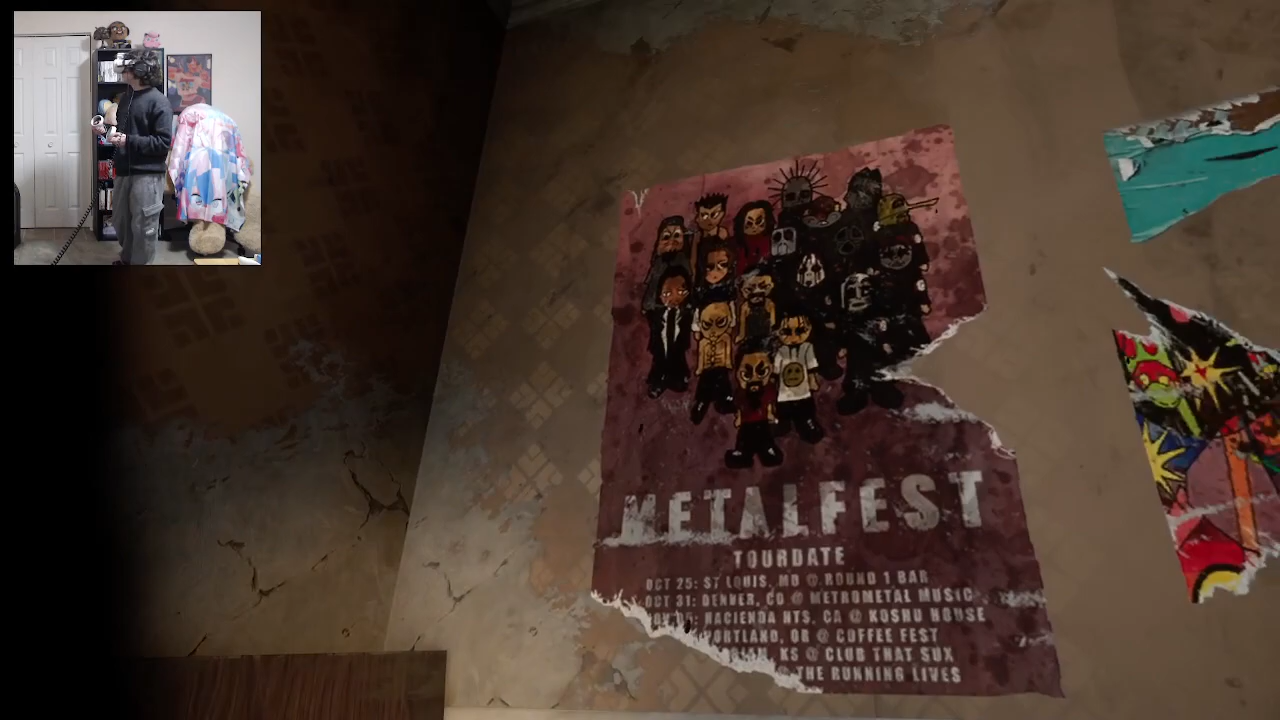 METALFEST
TOURDATE
OCT 25: ST LOUIS, MO @ ROUND 1 BAR
OCT 31: DENVER, CO @ METROMETAL MUSIC
HACIENDA HTS, CA @ KOSHU HOUSE
PORTLAND, OR @ COFFEE FEST
KS @ CLUB THAT SUX
@ THE RUNNING LIVES